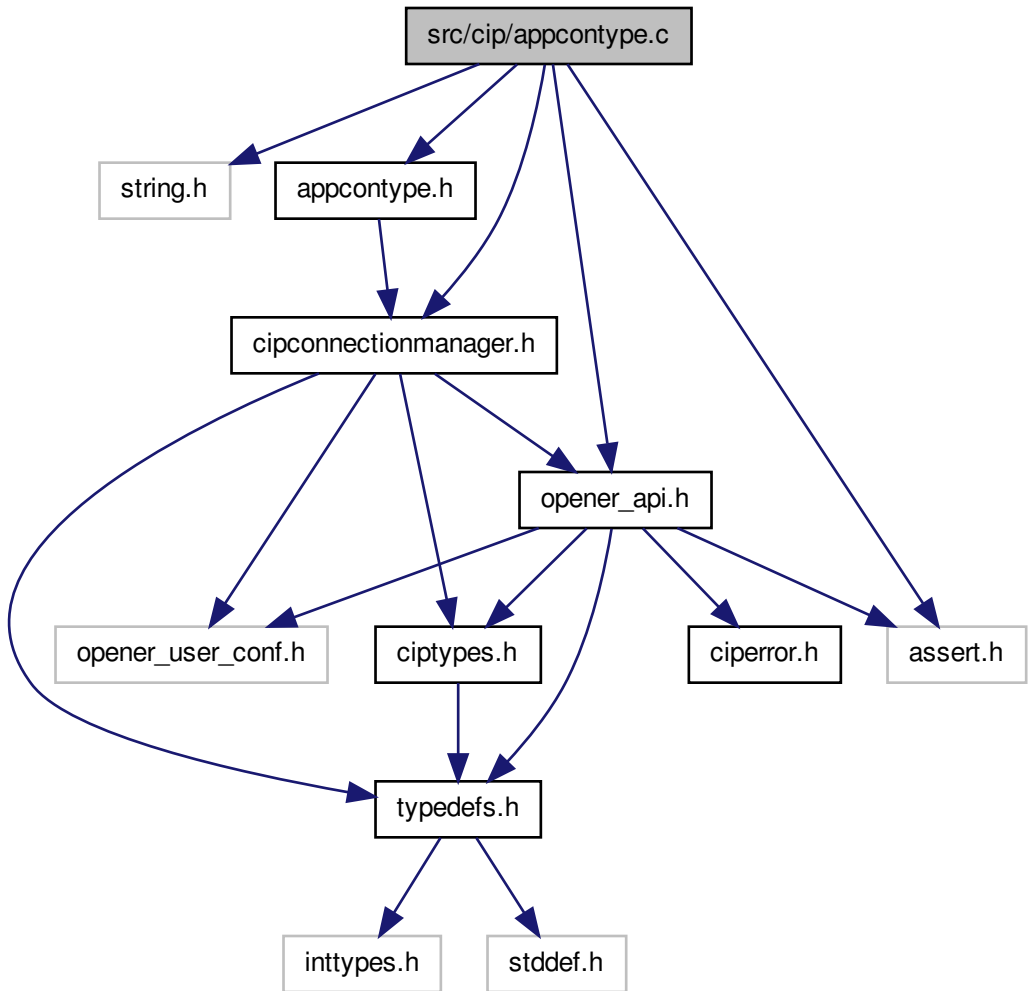 src/cip/appcontype.c
string.h
appcontype.h
cipconnectionmanager.h
opener_api.h
opener_user_conf.h
ciptypes.h
ciperror.h
assert.h
typedefs.h
inttypes.h
stddef.h